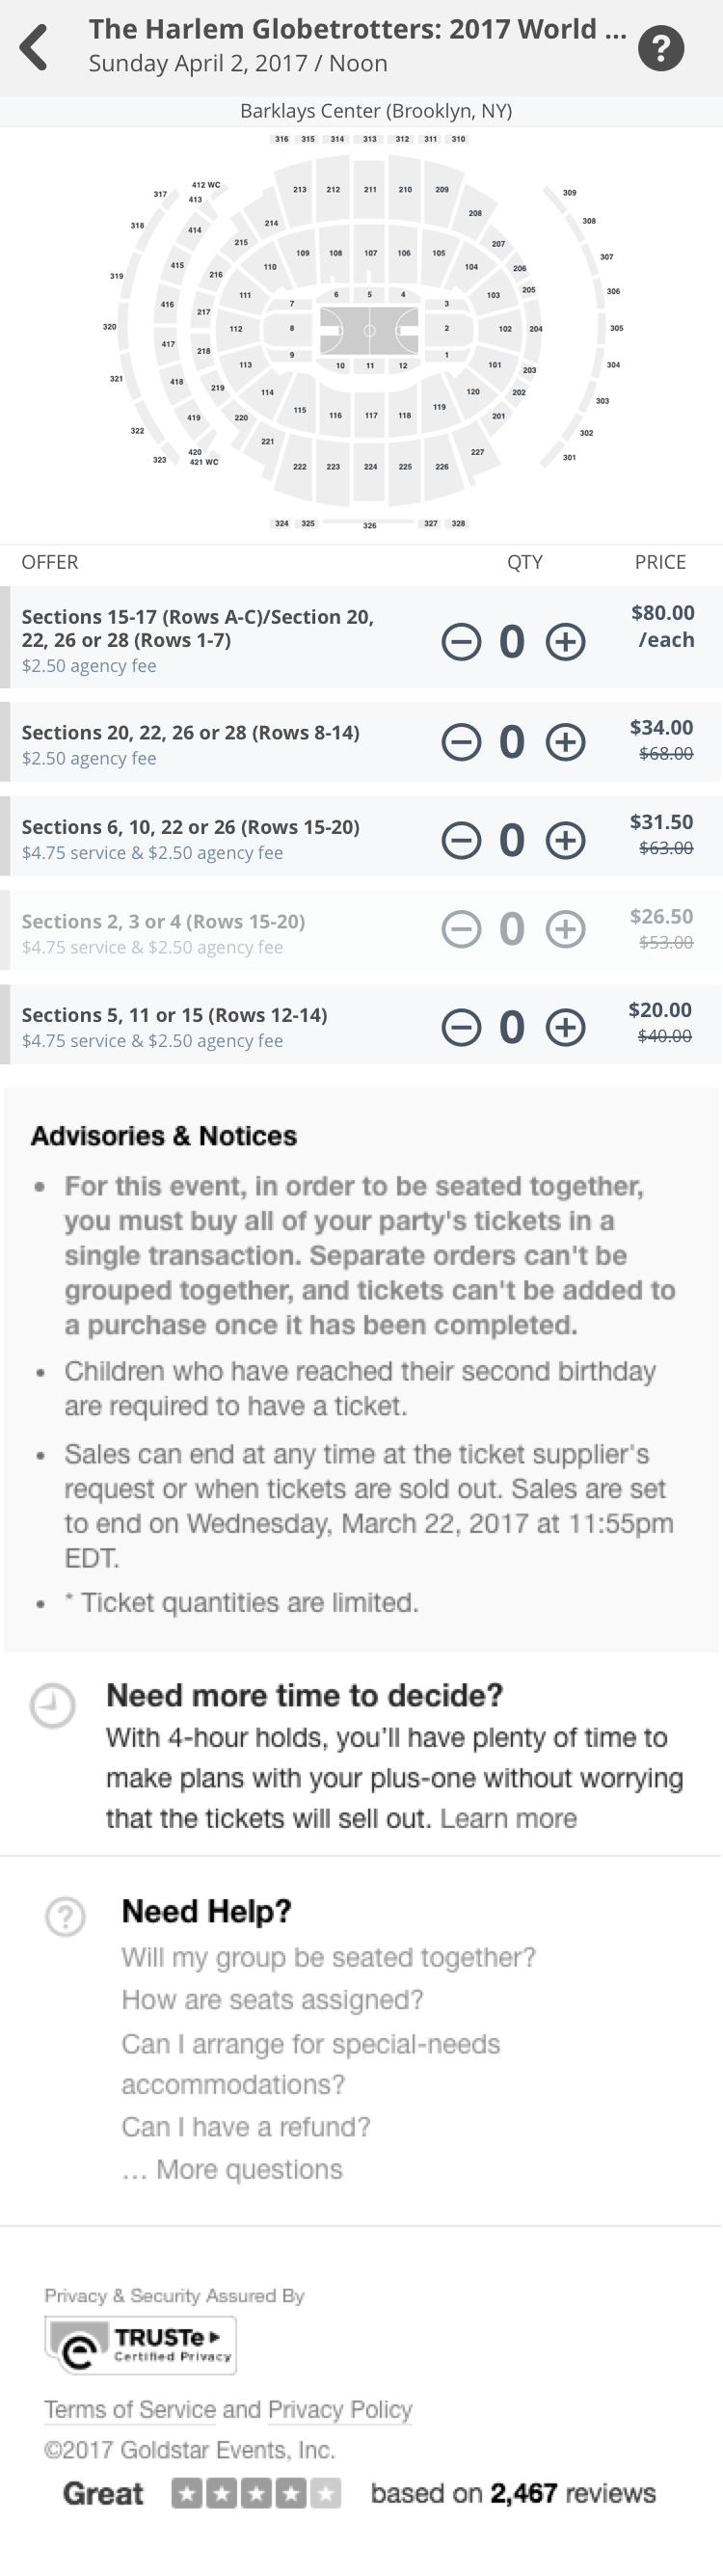 The Harlem Globetrotters: 2017 World ...
?
Sunday April 2, 2017 / Noon
Barklays Center (Brooklyn, NY)
316 315 314 313 312 311 310
412 WC
317 413 213 212 211 210 209 309
318 414 214 208 308
415 215 207 307
319 216 110 109 108 107 106 105 104 206
416 217 111 7 6 5 4 3 103 205 306
320 112 8 2 102 204 305
417 218 9 1
321 418 219 113 10 11 12 101 203 304
114 120 202 303
419 220 115 116 117 118 119 201
322 420 221 227 302
323 421 WC 222 223 224 225 226 301
324 325 326 327 328
OFFER QTY PRICE
Sections 15-17 (Rows A-C)/Section 20,
22, 26 or 28 (Rows 1-7)
$2.50 agency fee
0
$80.00
/each
Sections 20, 22, 26 or 28 (Rows 8-14)
$2.50 agency fee
0
$34.00
$68.00
Sections 6, 10, 22 or 26 (Rows 15-20)
$4.75 service & $2.50 agency fee
0
$31.50
$63.00
Sections 2, 3 or 4 (Rows 15-20)
$4.75 service & $2.50 agency fee
0
$26.50
$53.00
Sections 5, 11 or 15 (Rows 12-14)
$4.75 service & $2.50 agency fee
0
$20.00
$40.00
Advisories & Notices
• For this event, in order to be seated together,
you must buy all of your party's tickets in a
single transaction. Separate orders can't be
grouped together, and tickets can't be added to
a purchase once it has been completed.
• Children who have reached their second birthday
are required to have a ticket.
• Sales can end at any time at the ticket supplier's
request or when tickets are sold out. Sales are set
to end on Wednesday, March 22, 2017 at 11:55pm
EDT.
• * Ticket quantities are limited.
Need more time to decide?
With 4-hour holds, you'll have plenty of time to
make plans with your plus-one without worrying
that the tickets will sell out. Learn more
? Need Help?
Will my group be seated together?
How are seats assigned?
Can I arrange for special-needs
accommodations?
Can I have a refund?
... More questions
Privacy & Security Assured By
TRUSTe
Certified Privacy
Terms of Service and Privacy Policy
©2017 Goldstar Events, Inc.
Great based on 2,467 reviews